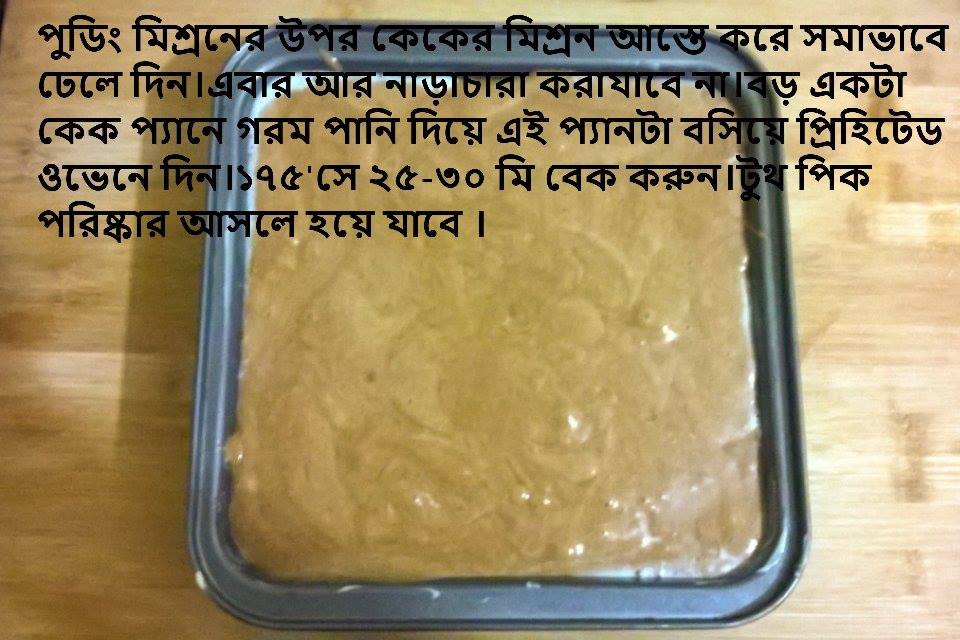 পুডিং মিশ্রনের উপর কেকের মিশ্রন আস্তে করে সমাভাবে
ঢেলে দিন।এবার আর নাড়াচারা করাযাবে না।বড় একটা
কেক প্যানে গরম পানি দিয়ে এই প্যানটা বসিয়ে প্রিহিটেড
ওভেনে দিন।১৭৫'সে ২৫-৩০ মি বেক করুন।টুথ পিক
পরিষ্কার আসলে হয়ে যাবে ।